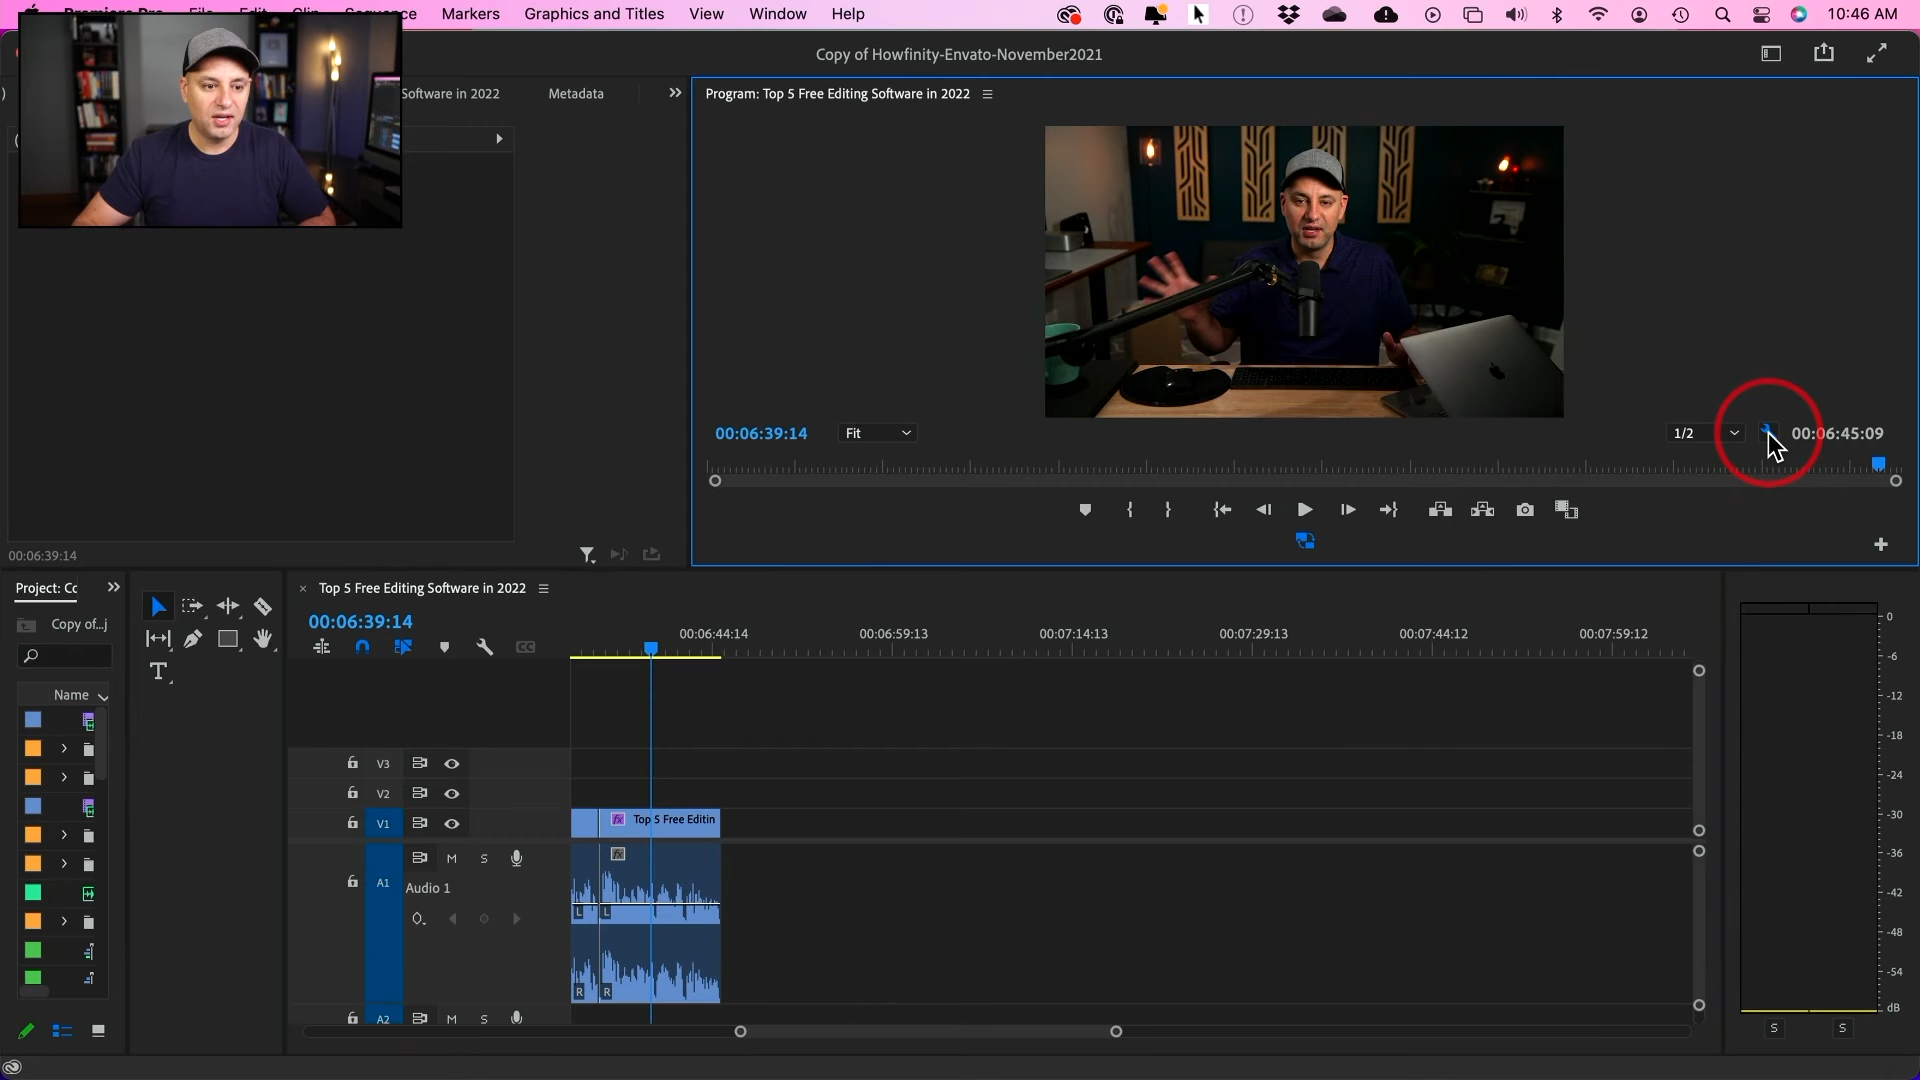 Markers Graphics and Titles View Window Help 10:46 AM
Copy of Howfinity-Envato-November2021
Software in 2022 Metadata
Program: Top 5 Free Editing Software in 2022
00:06:39:14 Fit 1/2 00:06:45:09
00:06:39:14
Project: Cc
Top 5 Free Editing Software in 2022
Copy of...j
00:06:39:14
00:06:44:14 00:06:59:13 00:07:14:13 00:07:29:13 00:07:44:12 00:07:59:12
CC
T
Name
V3
V2
V1
fx Top 5 Free Editin
fx
M S
A1 Audio 1
L L
R R
A2 M S
0
-6
-12
-18
-24
-30
-36
-42
-48
-54
dB
S S